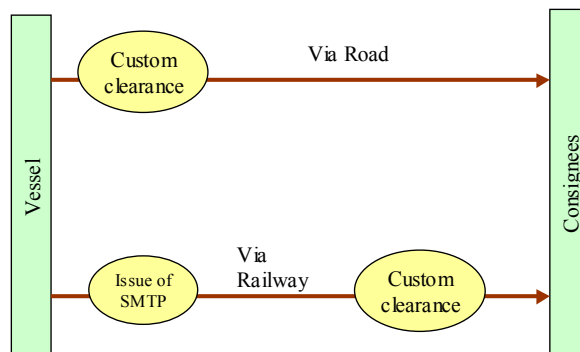 Vessel
Custom
clearance
Via Road
Issue of
SMTP
Via
Railway
Custom
clearance
Consignees